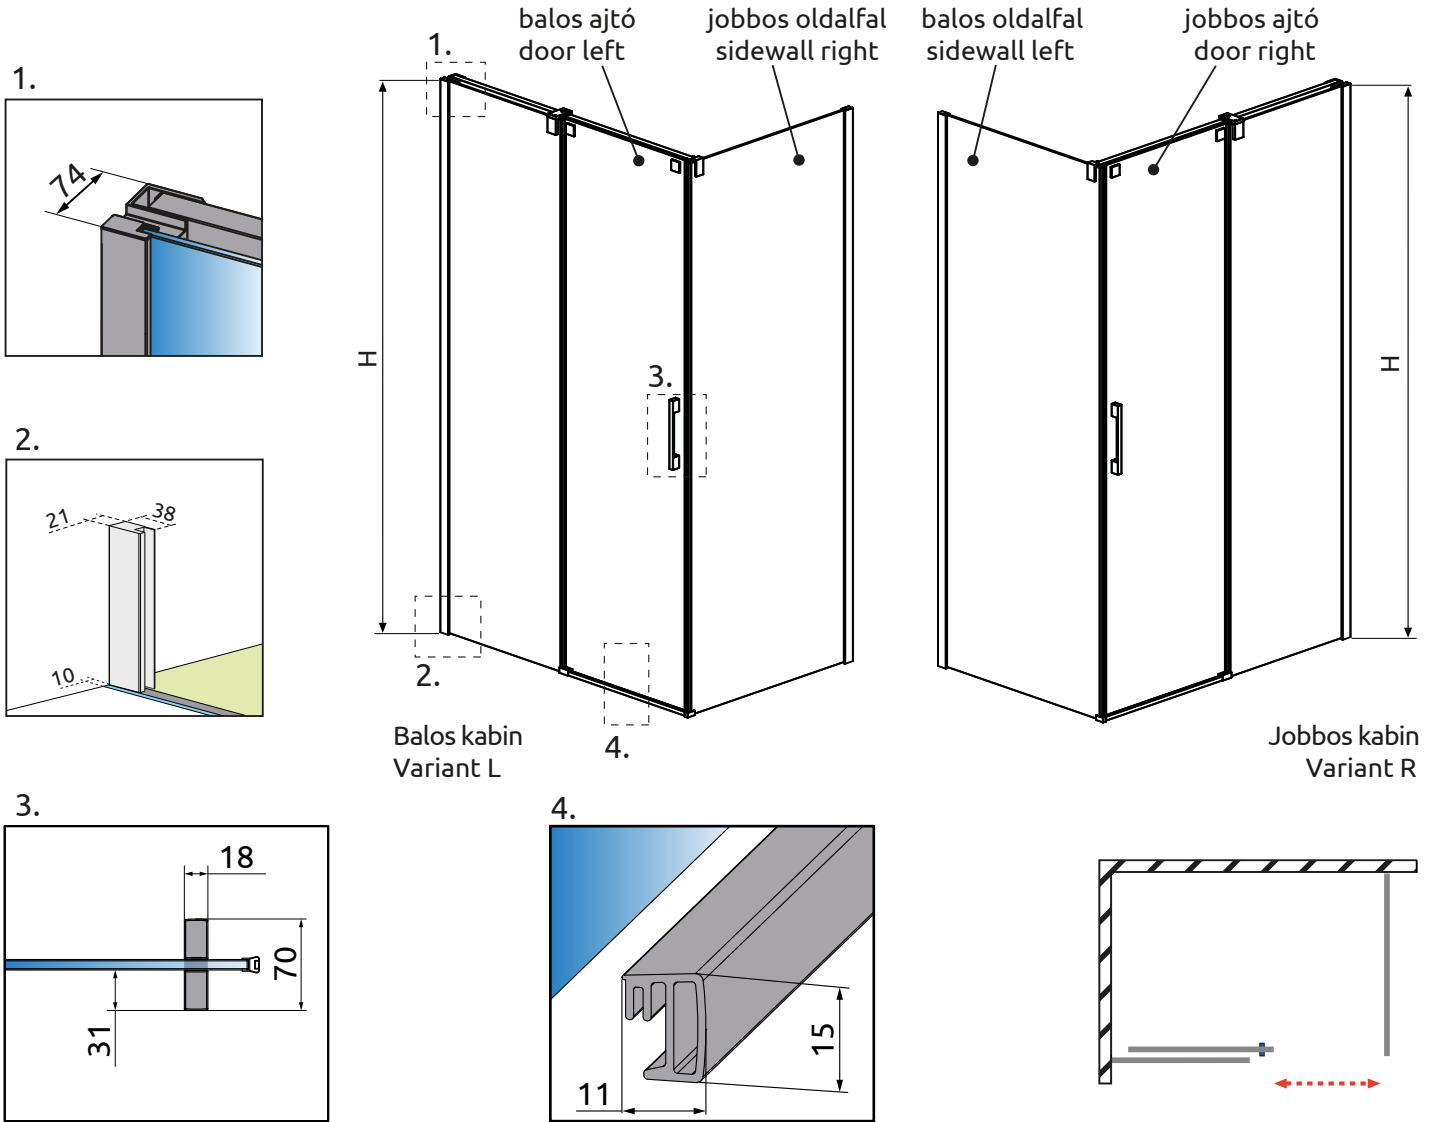 balos ajtó
door left
jobbos oldalfal
sidewall right
balos oldalfal
sidewall left
jobbos ajtó
door right
1.
74
2.
21
38
10
1.
H
3.
2.
4.
H
Balos kabin
Variant L
Jobbos kabin
Variant R
3.
18
70
31
4.
15
11